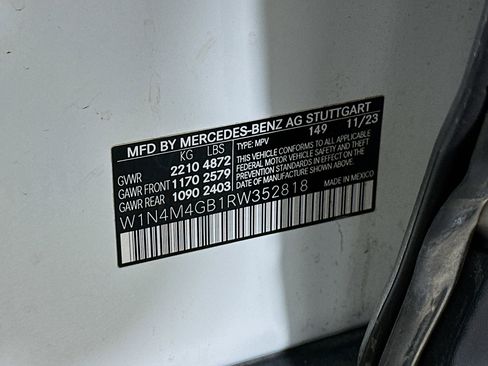 MFD BY MERCEDES-BENZ AG STUTTGART
KG LBS TYPE: MPV 149 11/23
GVWR 2210 4872
GAWR FRONT 1170 2579
GAWR REAR 1090 2403
THIS VEHICLE CONFORMS TO ALL APPLICABLE
FEDERAL MOTOR VEHICLE SAFETY AND THEFT
PREVENTION STANDARDS IN EFFECT ON THE
DATE OF MANUFACTURE SHOWN ABOVE.
MADE IN MEXICO
W1N4M4GB1RW352818